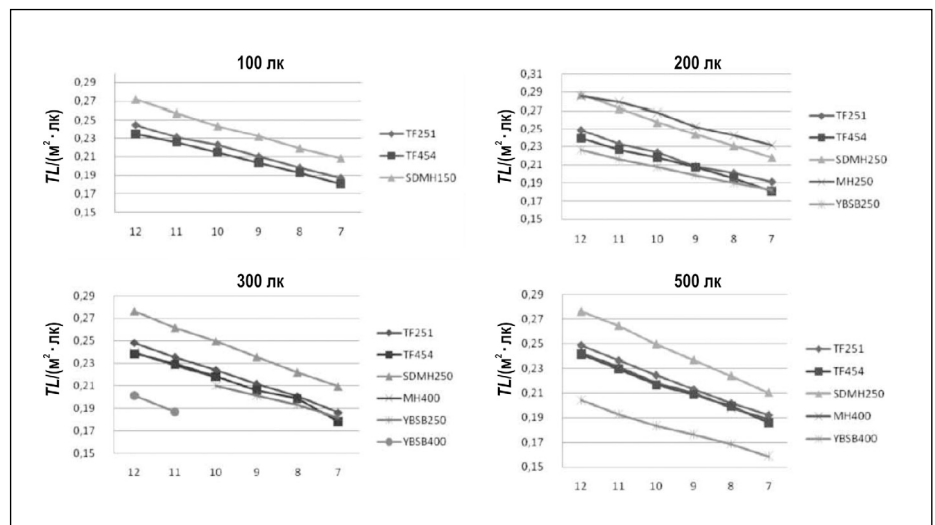 100 лк
TL/(м²· лк)
0,29
0,27
0,25
0,23
0,21
0,19
0,17
0,15
12 11 10 9 8 7
TF251
TF454
SDMH150
200 лк
TL/(м²· лк)
0,31
0,29
0,27
0,25
0,23
0,21
0,19
0,17
0,15
12 11 10 9 8 7
TF251
TF454
SDMH250
MH250
YBSB250
300 лк
TL/(м²· лк)
0,29
0,27
0,25
0,23
0,21
0,19
0,17
0,15
12 11 10 9 8 7
TF251
TF454
SDMH250
MH400
YBSB250
YBSB400
500 лк
TL/(м²· лк)
0,29
0,27
0,25
0,23
0,21
0,19
0,17
0,15
12 11 10 9 8 7
TF251
TF454
SDMH250
MH400
YBSB400